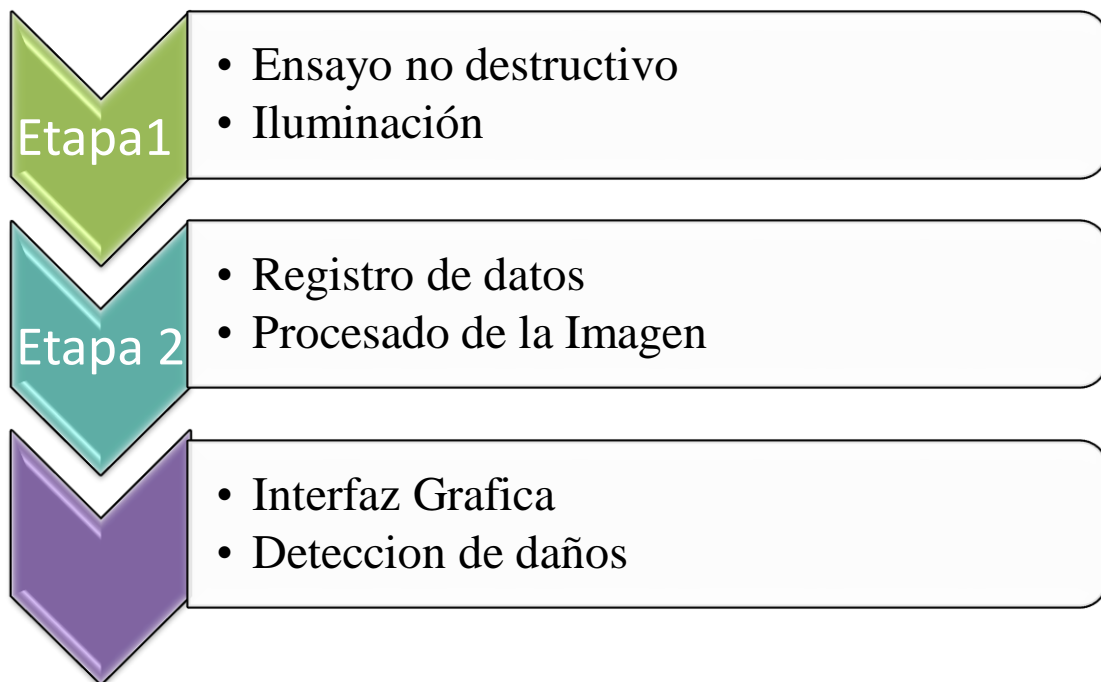 Etapa1
• Ensayo no destructivo
• Iluminación
Etapa 2
• Registro de datos
• Procesado de la Imagen
• Interfaz Grafica
• Deteccion de daños